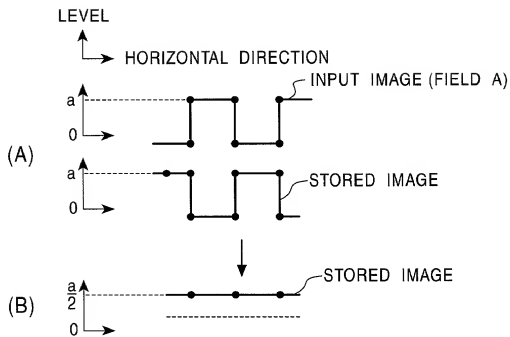 LEVEL
HORIZONTAL DIRECTION
INPUT IMAGE (FIELD A)
a
0
(A)
a
STORED IMAGE
0
STORED IMAGE
a/2
(B)
0